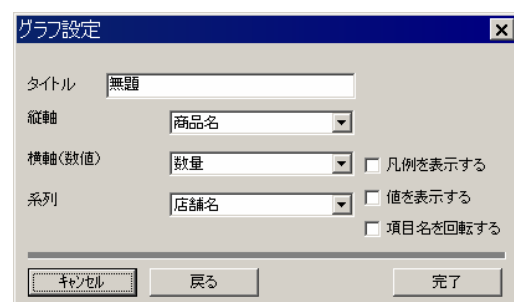 グラフ設定
タイトル 無題
縦軸 商品名
横軸(数値) 数量 凡例を表示する
系列 店舗名 値を表示する
項目名を回転する
キャンセル 戻る 完了